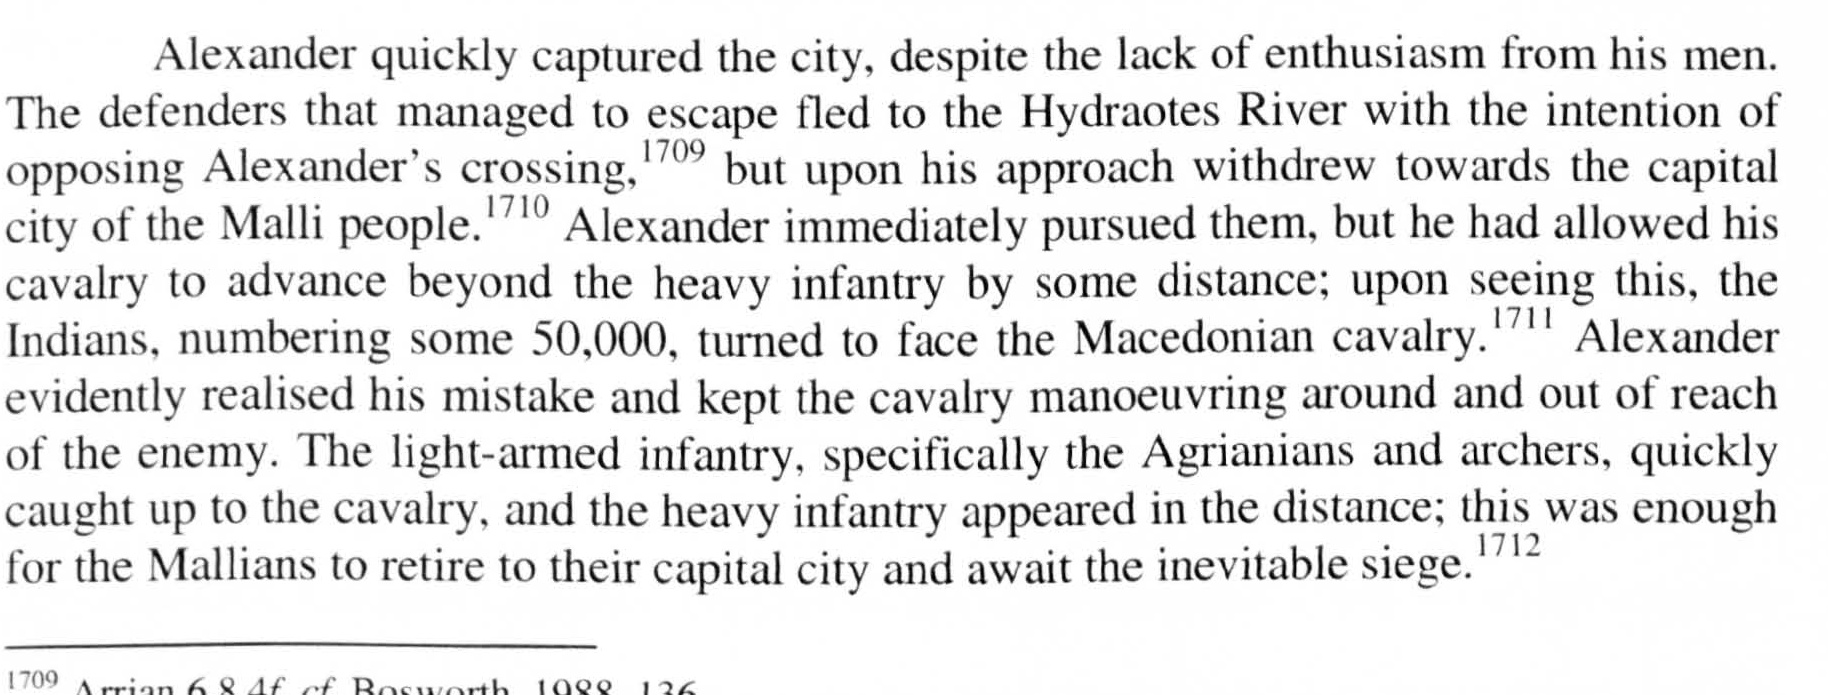 Alexander quickly captured the city, despite the lack of enthusiasm from his men.
The defenders that managed to escape fled to the Hydraotes River with the intention of
opposing Alexander's crossing,1709 but upon his approach withdrew towards the capital
city of the Malli people.1710 Alexander immediately pursued them, but he had allowed his
cavalry to advance beyond the heavy infantry by some distance; upon seeing this, the
Indians, numbering some 50,000, turned to face the Macedonian cavalry.1711 Alexander
evidently realised his mistake and kept the cavalry manoeuvring around and out of reach
of the enemy. The light-armed infantry, specifically the Agrianians and archers, quickly
caught up to the cavalry, and the heavy infantry appeared in the distance; this was enough
for the Mallians to retire to their capital city and await the inevitable siege.1712
1709 Arrian 6.8.4f. cf. Bosworth, 1988, 136.